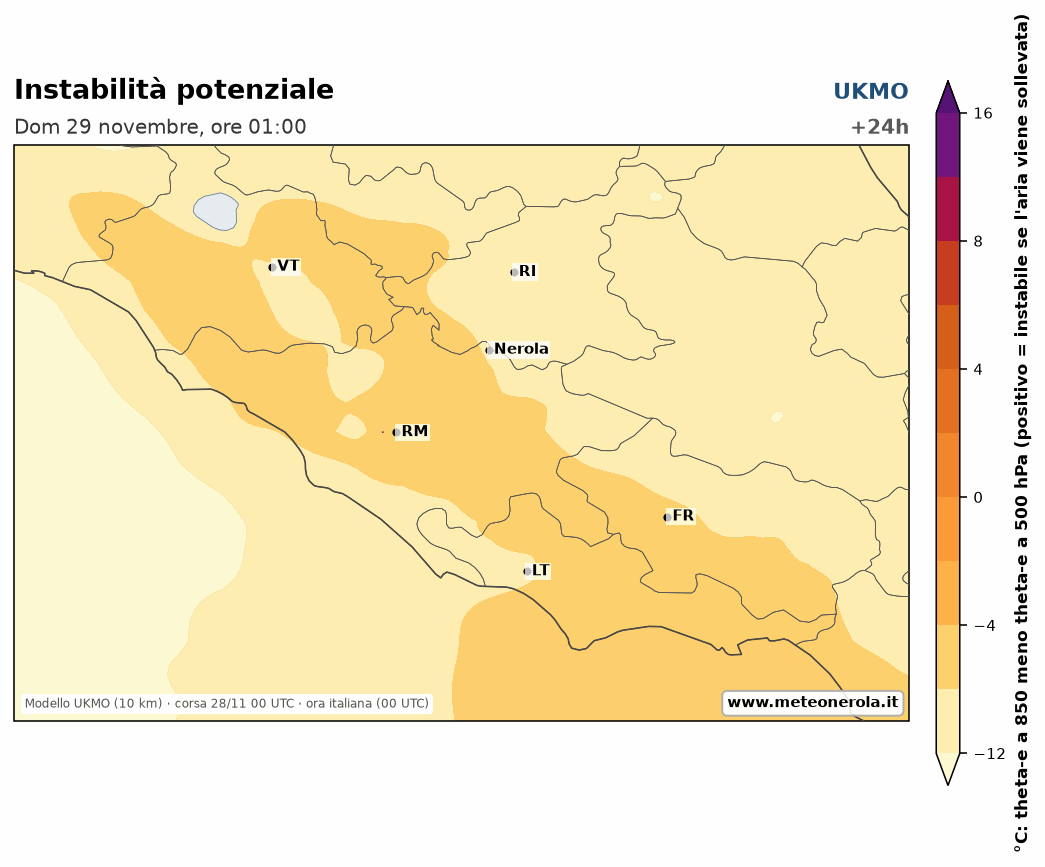 Instabilità potenziale
UKMO
Dom 29 novembre, ore 01:00
+24h
VT
RI
Nerola
RM
FR
LT
Modello UKMO (10 km) · corsa 28/11 00 UTC · ora italiana (00 UTC)
www.meteonerola.it
16
8
4
0
−4
−12
°C: theta-e a 850 meno theta-e a 500 hPa (positivo = instabile se l'aria viene sollevata)